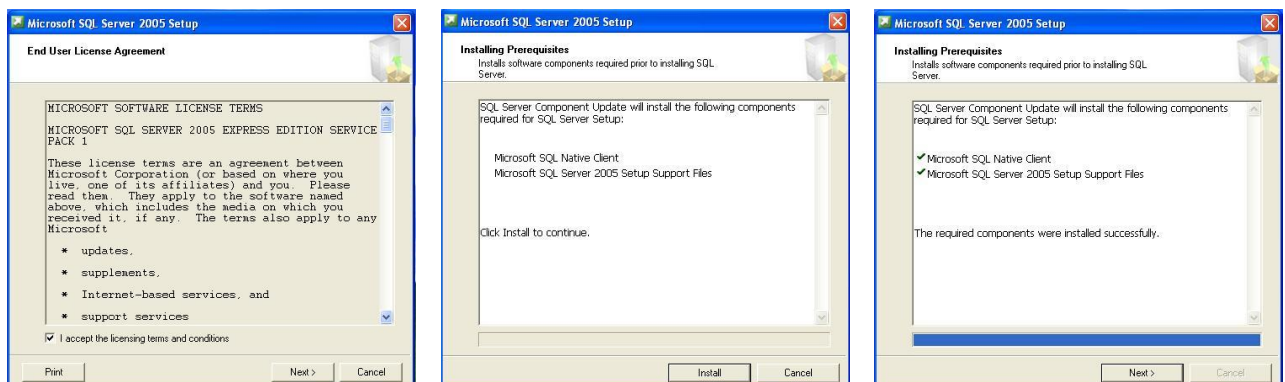 Microsoft SQL Server 2005 Setup
End User License Agreement
MICROSOFT SOFTWARE LICENSE TERMS
MICROSOFT SQL SERVER 2005 EXPRESS EDITION SERVICE
PACK 1
These license terms are an agreement between
Microsoft Corporation (or based on where you
live, one of its affiliates) and you.  Please
read them.  They apply to the software named
above, which includes the media on which you
received it, if any.  The terms also apply to any
Microsoft
* updates,
* supplements,
* Internet-based services, and
* support services
I accept the licensing terms and conditions
Print
Next >
Cancel
Microsoft SQL Server 2005 Setup
Installing Prerequisites
Installs software components required prior to installing SQL
Server.
SQL Server Component Update will install the following components
required for SQL Server Setup:
Microsoft SQL Native Client
Microsoft SQL Server 2005 Setup Support Files
Click Install to continue.
Install
Cancel
Microsoft SQL Server 2005 Setup
Installing Prerequisites
Installs software components required prior to installing SQL
Server.
SQL Server Component Update will install the following components
required for SQL Server Setup:
Microsoft SQL Native Client
Microsoft SQL Server 2005 Setup Support Files
The required components were installed successfully.
Next >
Cancel